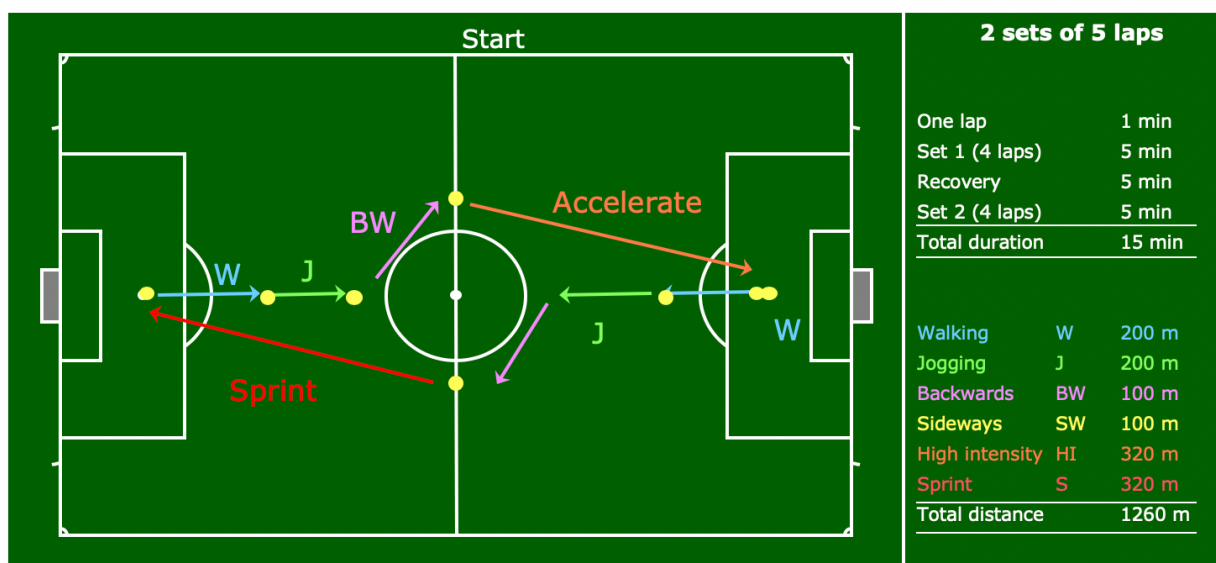 Start
BW
Accelerate
W
J
J
W
Sprint
2 sets of 5 laps
One lap 1 min
Set 1 (4 laps) 5 min
Recovery 5 min
Set 2 (4 laps) 5 min
Total duration 15 min
Walking W 200 m
Jogging J 200 m
Backwards BW 100 m
Sideways SW 100 m
High intensity HI 320 m
Sprint S 320 m
Total distance 1260 m